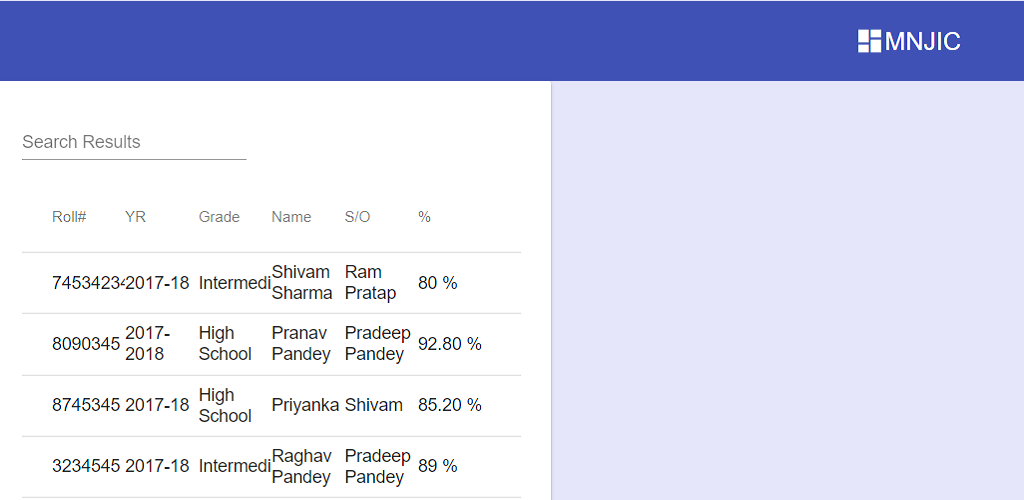 MNJIC
Search Results
Roll# YR Grade Name S/O %
7453423 2017-18 Intermedi Shivam Sharma Ram Pratap 80 %
8090345 2017-2018 High School Pranav Pandey Pradeep Pandey 92.80 %
8745345 2017-18 High School Priyanka Shivam 85.20 %
3234545 2017-18 Intermedi Raghav Pandey Pradeep Pandey 89 %